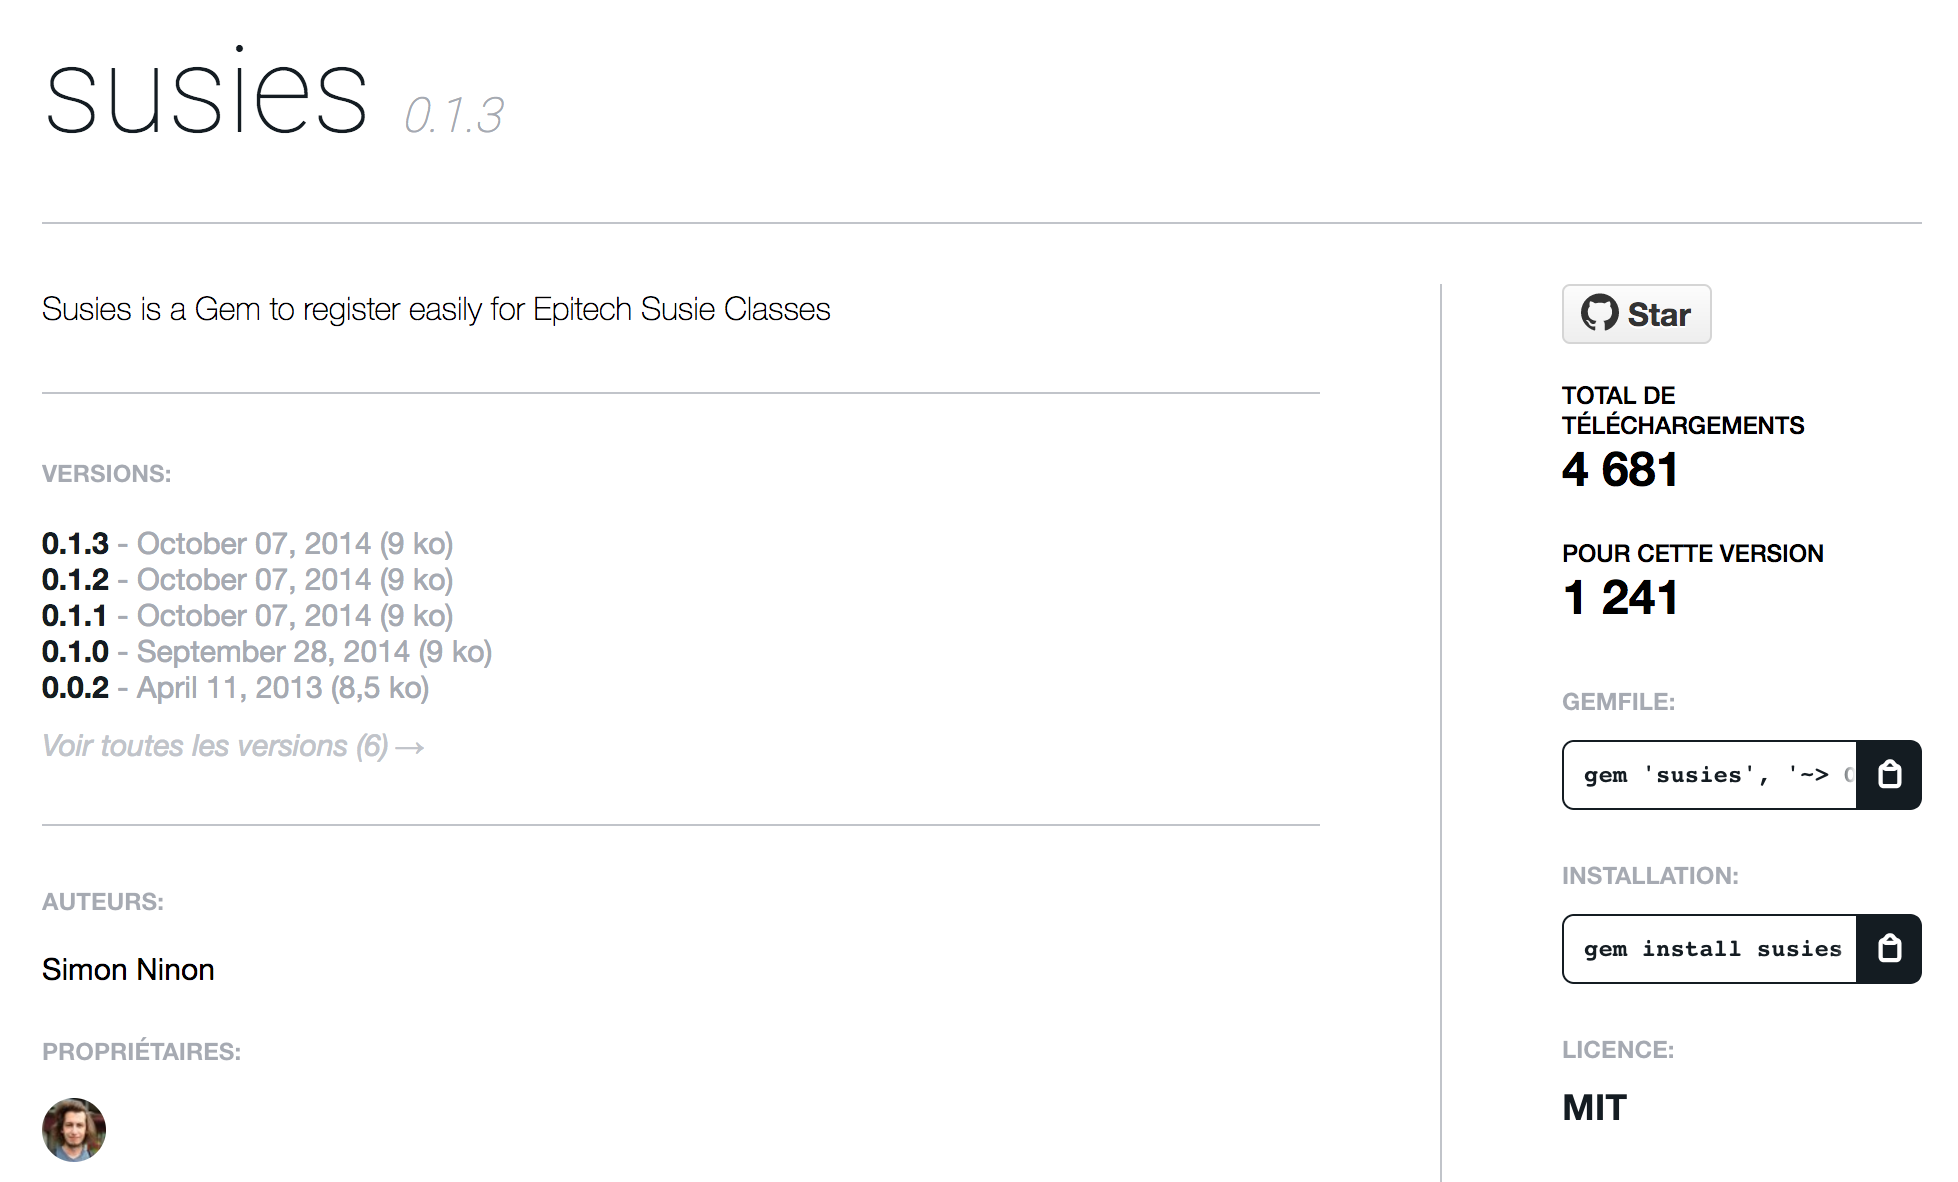 susies 0.1.3
Susies is a Gem to register easily for Epitech Susie Classes
VERSIONS:
0.1.3 - October 07, 2014 (9 ko)
0.1.2 - October 07, 2014 (9 ko)
0.1.1 - October 07, 2014 (9 ko)
0.1.0 - September 28, 2014 (9 ko)
0.0.2 - April 11, 2013 (8,5 ko)
Voir toutes les versions (6) →
AUTEURS:
Simon Ninon
PROPRIÉTAIRES:
Star
TOTAL DE
TÉLÉCHARGEMENTS
4 681
POUR CETTE VERSION
1 241
GEMFILE:
gem 'susies', '~> 0
INSTALLATION:
gem install susies
LICENCE:
MIT